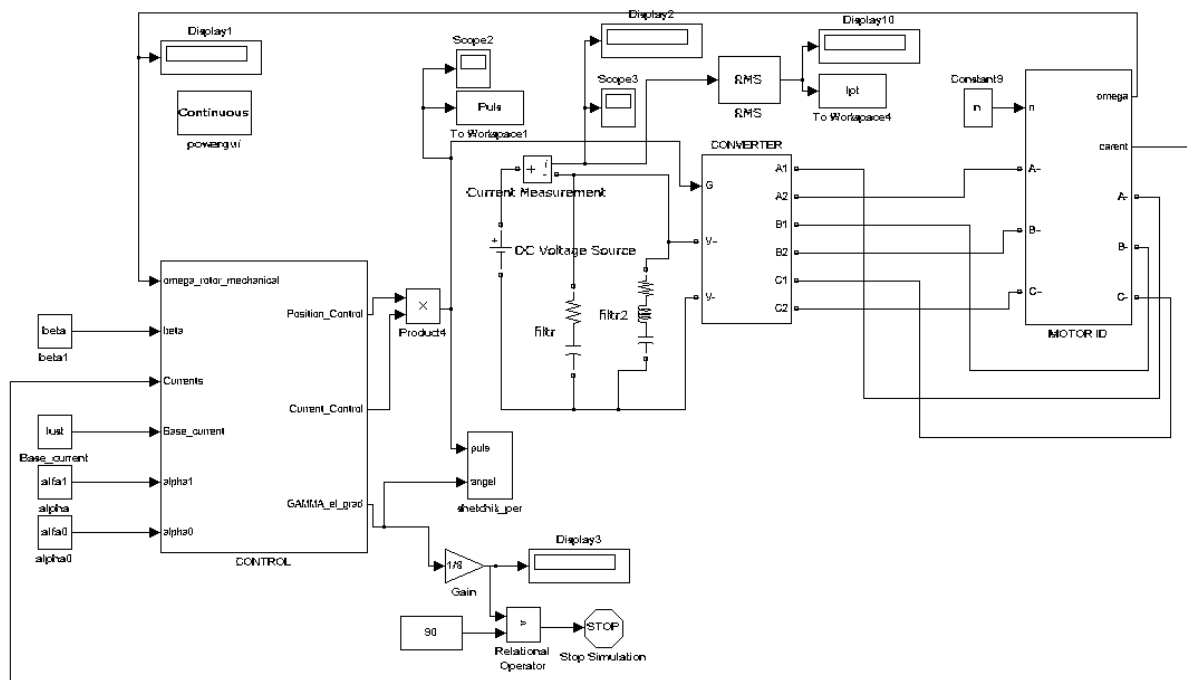 Display1
Continuous
powergui
Scope2
Puls
To Workspace1
Display2
Scope3
RMS
RMS
Display10
Ipt
To Workspace4
Constant9
n
n
omega
carent
A-
B-
C-
A-
B-
C-
MOTOR ID
+
i
-
Current Measurement
+
DC Voltage Source
Filtr
Filtr2
CONVERTER
G
V-
V-
A1
A2
B1
B2
C1
C2
omega_rotor_mechanical
beta
Currents
Base_current
alpha1
alpha0
Position_Control
Current_Control
GAMMA_el_grad
CONTROL
beta
beta1
Iust
Base_current
alfa1
alpha
alfa0
alpha0
×
Product4
puls
angel
shetchik_per
Display3
1/8
Gain
90
>
Relational
Operator
STOP
Stop Simulation